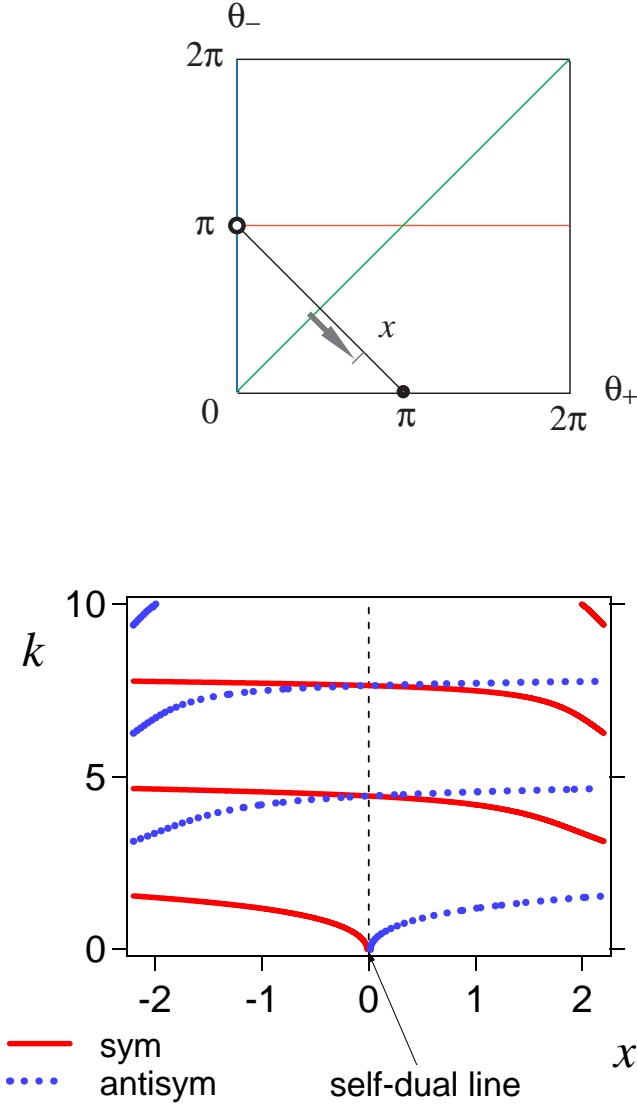 θ₋
2π
π
x
0
π
2π
θ₊
10
k
5
0
-2 -1 0 1 2
x
sym
antisym
self-dual line